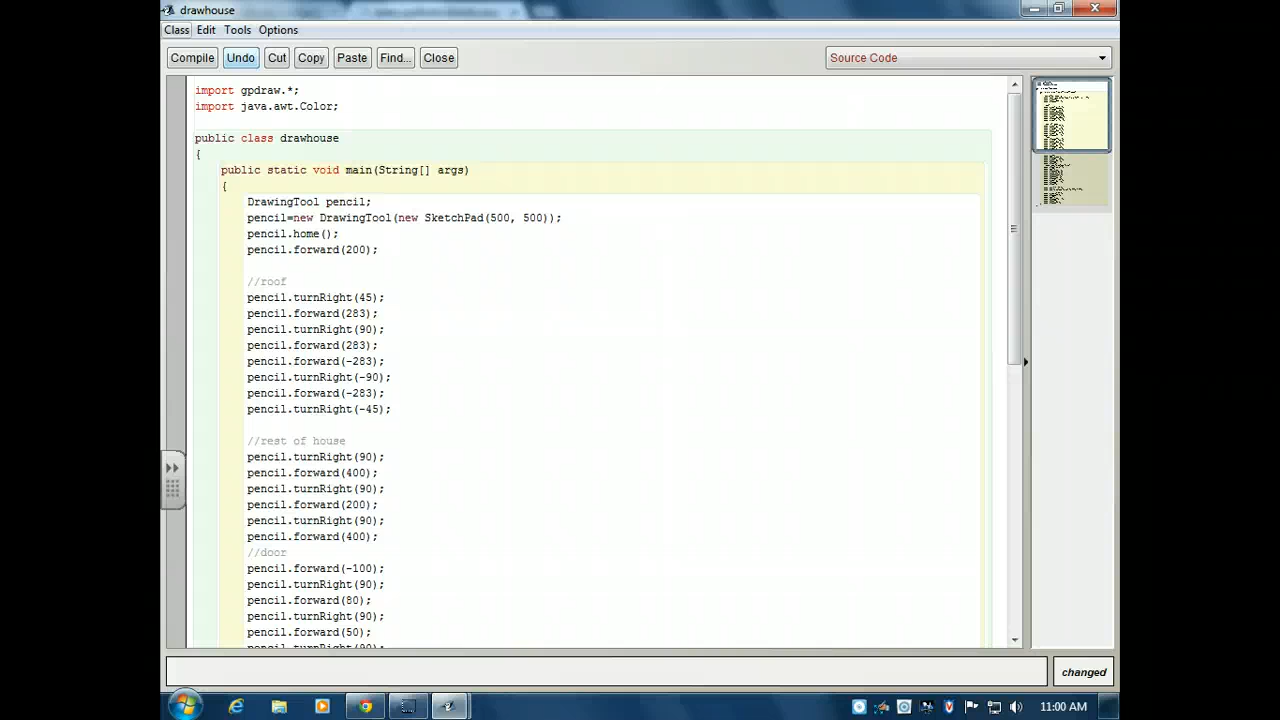 drawhouse
Class Edit Tools Options
Compile Undo Cut Copy Paste Find... Close Source Code
import gpdraw.*;
import java.awt.Color;
public class drawhouse
{
public static void main(String[] args)
{
DrawingTool pencil;
pencil=new DrawingTool(new SketchPad(500, 500));
pencil.home();
pencil.forward(200);
//roof
pencil.turnRight(45);
pencil.forward(283);
pencil.turnRight(90);
pencil.forward(283);
pencil.forward(-283);
pencil.turnRight(-90);
pencil.forward(-283);
pencil.turnRight(-45);
//rest of house
pencil.turnRight(90);
pencil.forward(400);
pencil.turnRight(90);
pencil.forward(200);
pencil.turnRight(90);
pencil.forward(400);
//door
pencil.forward(-100);
pencil.turnRight(90);
pencil.forward(80);
pencil.turnRight(90);
pencil.forward(50);
pencil.turnRight(90);
changed
11:00 AM